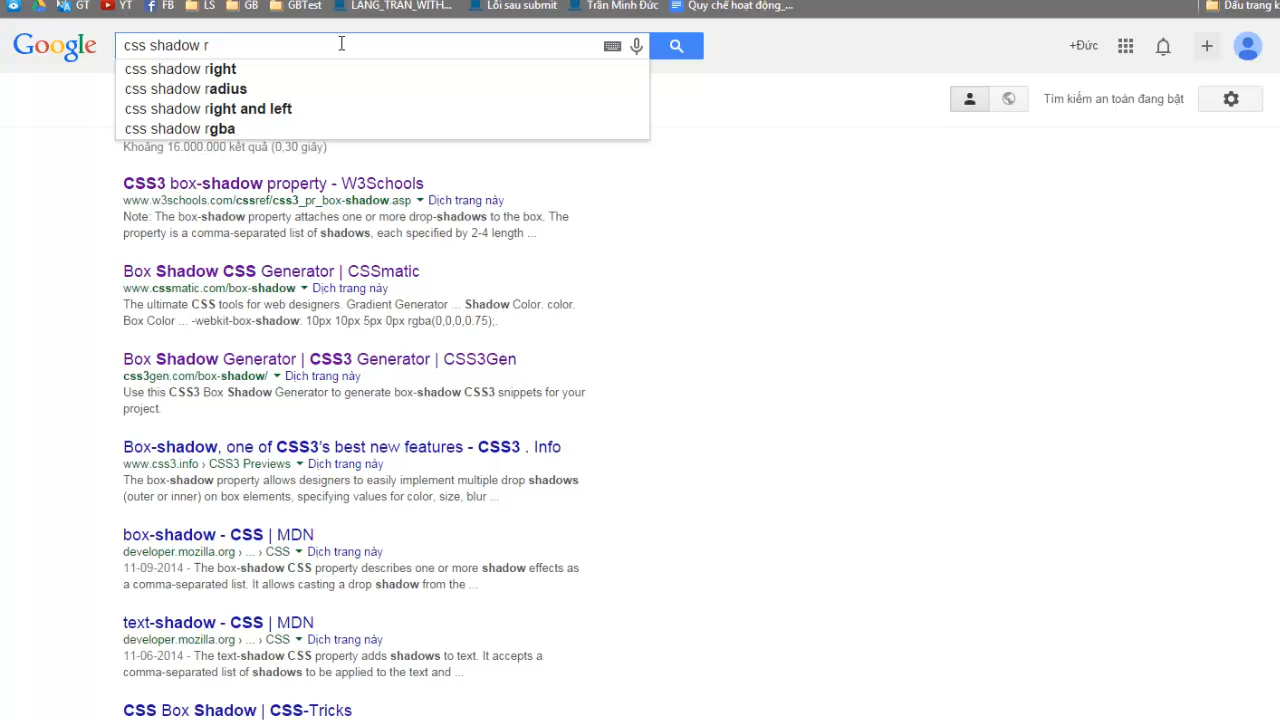 GT YT FB LS GB GBTest LANG_TRAN_WITH... Lỗi sau submit Trần Minh Đức Quy chế hoạt động_... Dấu trang k
Google css shadow r +Đức
css shadow right
css shadow radius
css shadow right and left
css shadow rgba
Tìm kiếm an toàn đang bật
Khoảng 16.000.000 kết quả (0,30 giây)
CSS3 box-shadow property - W3Schools
www.w3schools.com/cssref/css3_pr_box-shadow.asp Dịch trang này
Note: The box-shadow property attaches one or more drop-shadows to the box. The
property is a comma-separated list of shadows, each specified by 2-4 length ...
Box Shadow CSS Generator | CSSmatic
www.cssmatic.com/box-shadow Dịch trang này
The ultimate CSS tools for web designers. Gradient Generator ... Shadow Color. color.
Box Color ... -webkit-box-shadow: 10px 10px 5px 0px rgba(0,0,0,0.75);.
Box Shadow Generator | CSS3 Generator | CSS3Gen
css3gen.com/box-shadow/ Dịch trang này
Use this CSS3 Box Shadow Generator to generate box-shadow CSS3 snippets for your
project.
Box-shadow, one of CSS3's best new features - CSS3 . Info
www.css3.info › CSS3 Previews Dịch trang này
The box-shadow property allows designers to easily implement multiple drop shadows
(outer or inner) on box elements, specifying values for color, size, blur ...
box-shadow - CSS | MDN
developer.mozilla.org › ... › CSS Dịch trang này
11-09-2014 - The box-shadow CSS property describes one or more shadow effects as
a comma-separated list. It allows casting a drop shadow from the ...
text-shadow - CSS | MDN
developer.mozilla.org › ... › CSS Dịch trang này
11-06-2014 - The text-shadow CSS property adds shadows to text. It accepts a
comma-separated list of shadows to be applied to the text and ...
CSS Box Shadow | CSS-Tricks